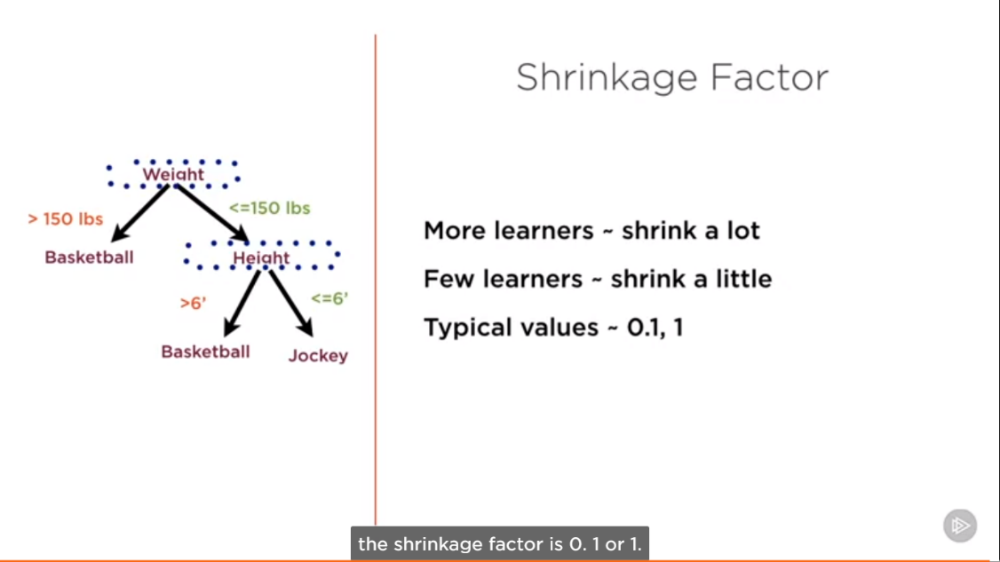 Shrinkage Factor
Weight
> 150 lbs
<=150 lbs
Basketball
Height
>6’
<=6’
Basketball
Jockey
More learners ~ shrink a lot
Few learners ~ shrink a little
Typical values ~ 0.1, 1
the shrinkage factor is 0. 1 or 1.